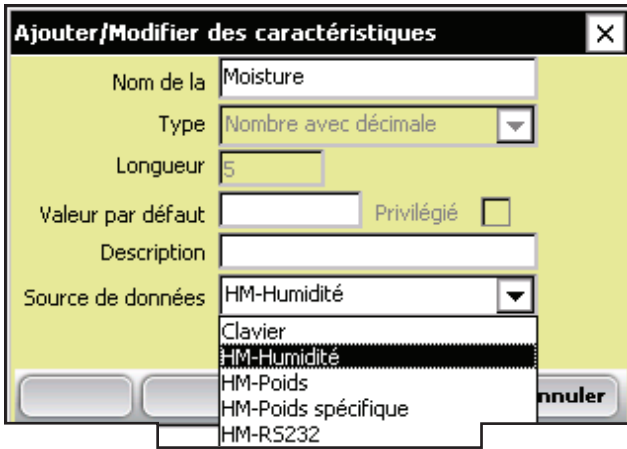 Ajouter/Modifier des caractéristiques
Nom de la Moisture
Type Nombre avec décimale
Longueur 5
Valeur par défaut Privilégié
Description
Source de données HM-Humidité
Clavier
HM-Humidité
HM-Poids
HM-Poids spécifique
HM-RS232
nnuler